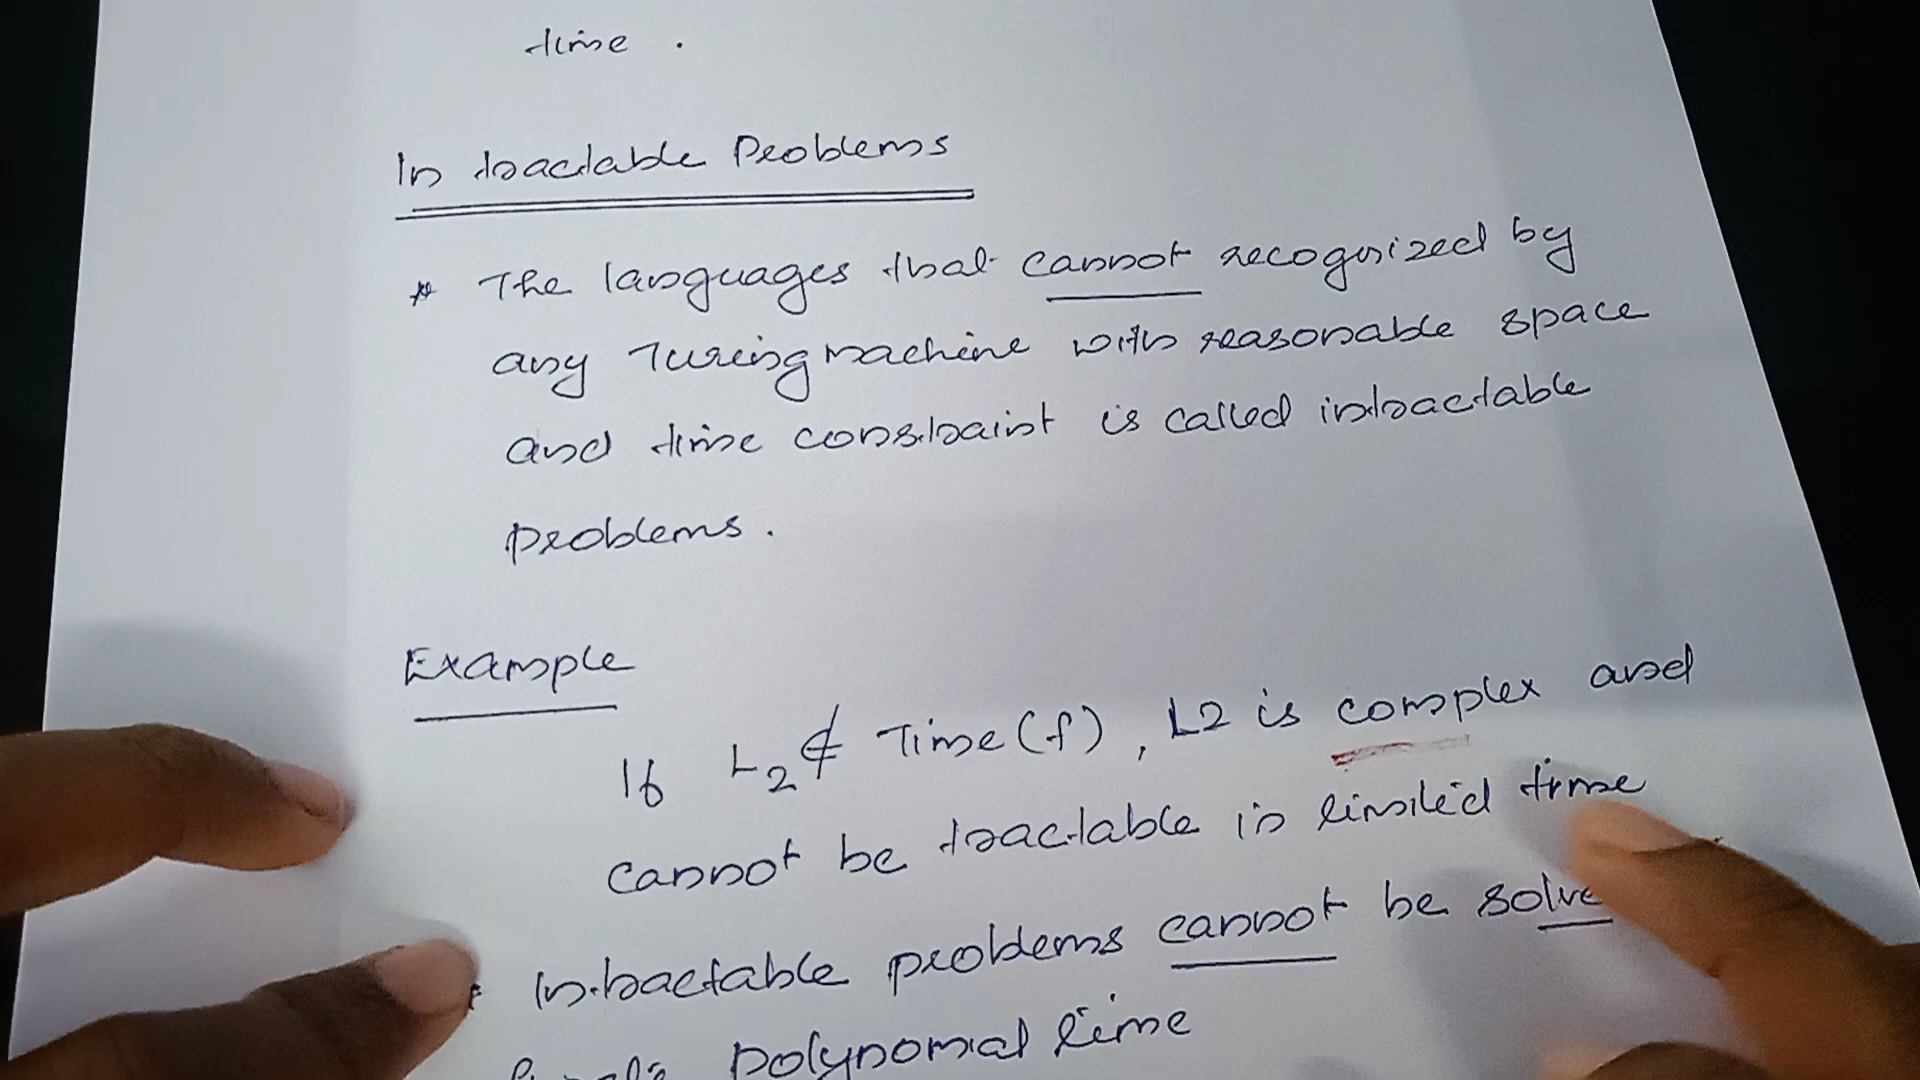 time .
Intractable Problems
* The languages that cannot recognized by
any Turing machine with reasonable space
and time constraint is called intractable
problems.
Example
If L2 ∉ Time (f), L2 is complex and
cannot be tractable in limited time
Intractable problems cannot be solve
polynomial time